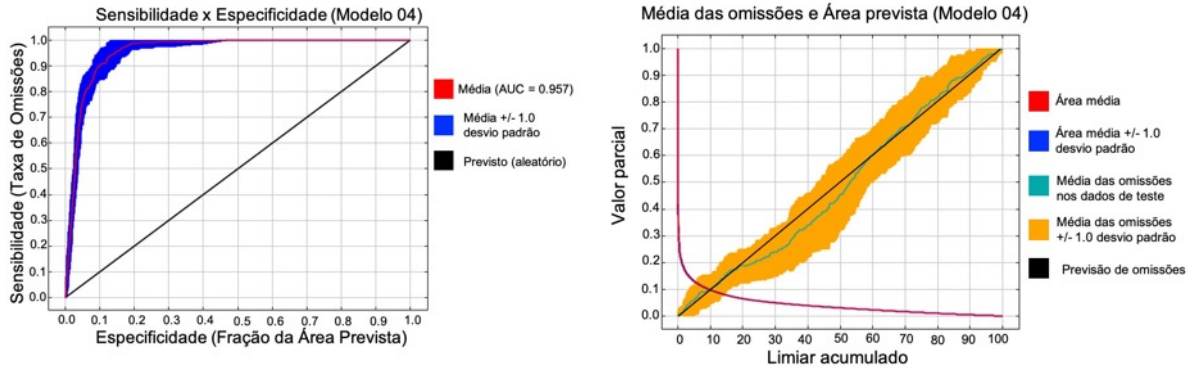 Sensibilidade x Especificidade (Modelo 04)
Sensibilidade (Taxa de Omissões)
1.0
0.9
0.8
0.7
0.6
0.5
0.4
0.3
0.2
0.1
0.0
0.0 0.1 0.2 0.3 0.4 0.5 0.6 0.7 0.8 0.9 1.0
Especificidade (Fração da Área Prevista)
Média (AUC = 0.957)
Média +/- 1.0
desvio padrão
Previsto (aleatório)
Média das omissões e Área prevista (Modelo 04)
Valor parcial
1.0
0.9
0.8
0.7
0.6
0.5
0.4
0.3
0.2
0.1
0.0
0 10 20 30 40 50 60 70 80 90 100
Limiar acumulado
Área média
Área média +/- 1.0
desvio padrão
Média das omissões
nos dados de teste
Média das omissões
+/- 1.0 desvio padrão
Previsão de omissões